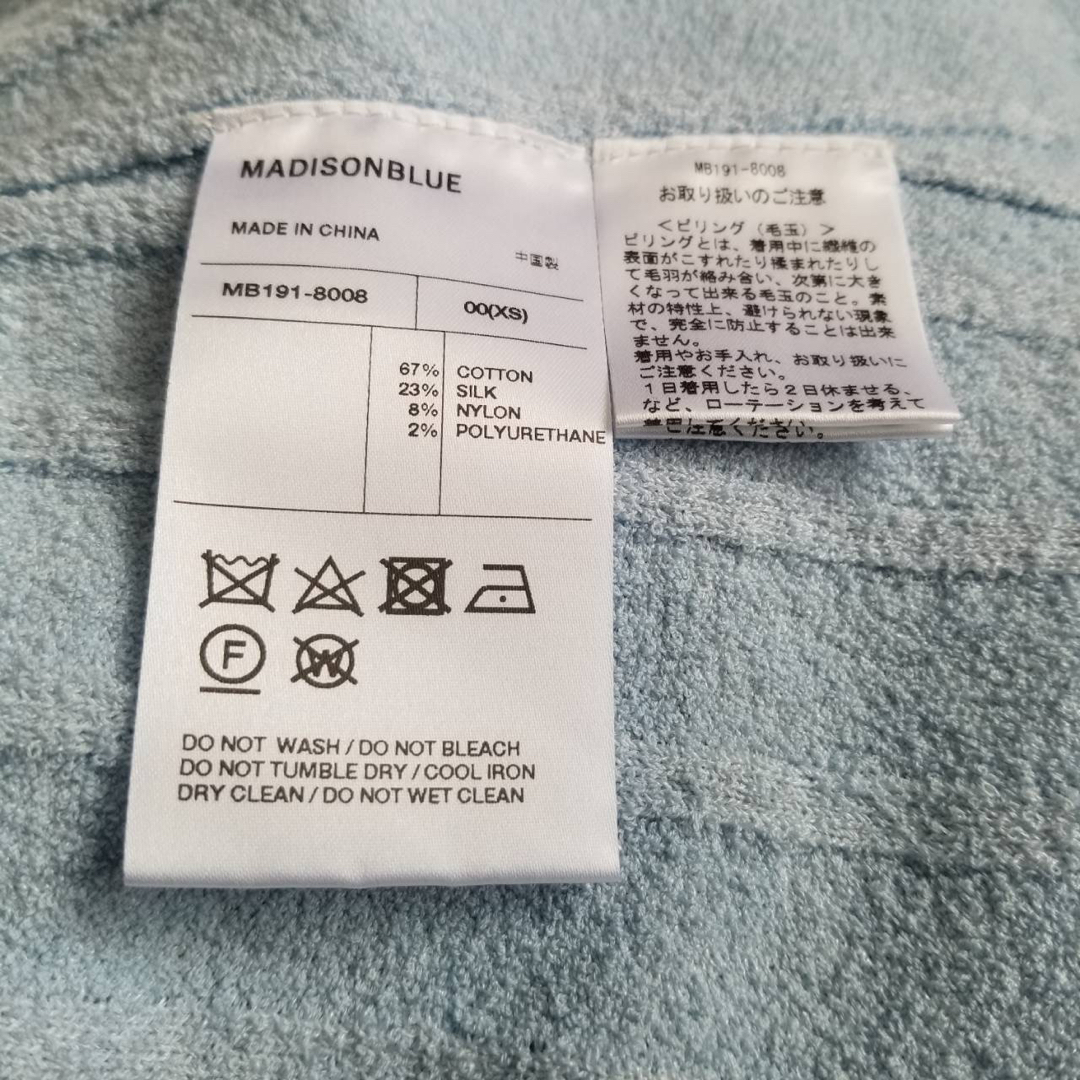 MADISONBLUE
MADE IN CHINA
中国製
MB191-8008
00(XS)
67% COTTON
23% SILK
8% NYLON
2% POLYURETHANE
F
W
DO NOT WASH / DO NOT BLEACH
DO NOT TUMBLE DRY / COOL IRON
DRY CLEAN / DO NOT WET CLEAN
MB191-8008
お取り扱いのご注意
＜ピリング（毛玉）＞
ピリングとは、着用中に繊維の
表面がこすれたり揉まれたりし
て毛羽が絡み合い、次第に大き
くなって出来る毛玉のこと。素
材の特性上、避けられない現象
で、完全に防止することは出来
ません。
着用やお手入れ、お取り扱いに
ご注意ください。
１日着用したら２日休ませる、
など、ローテーションを考えて
ください。